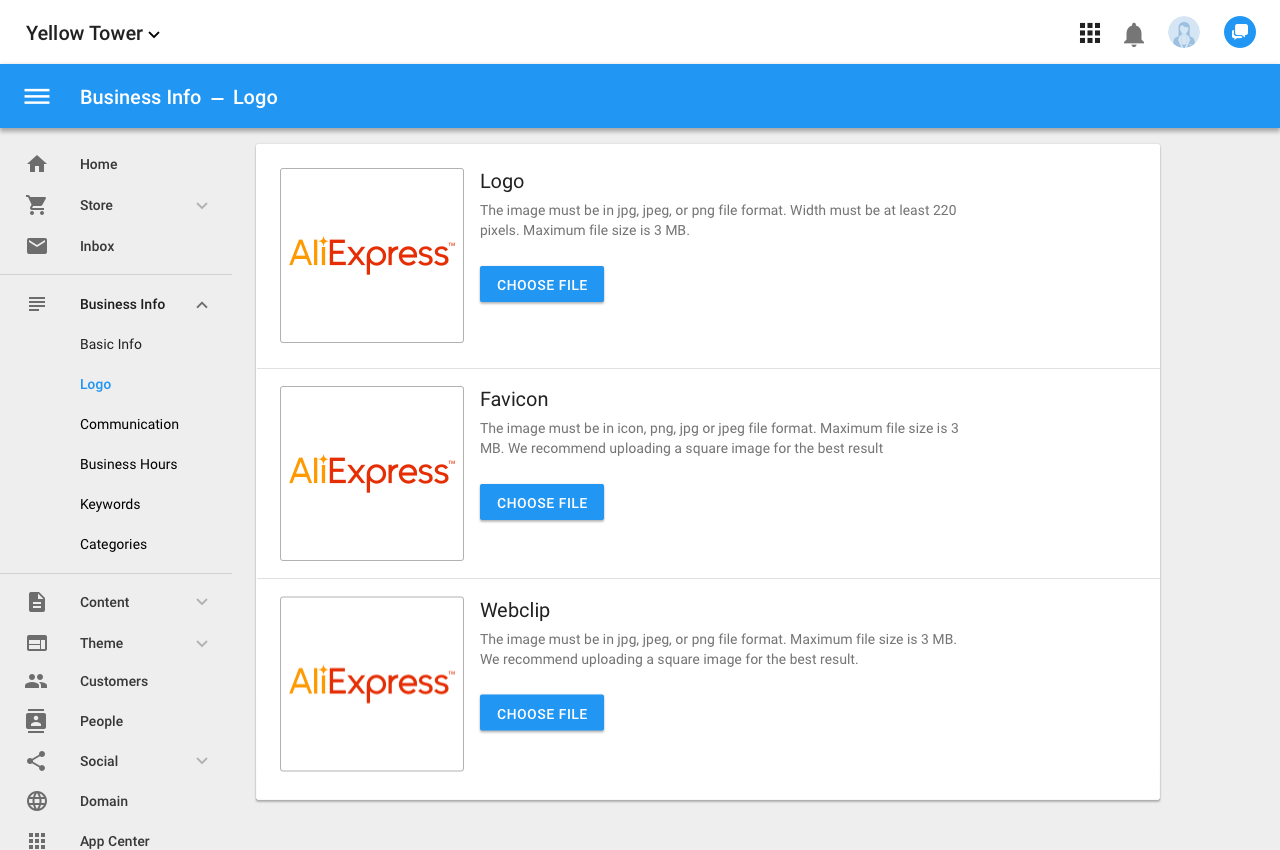 Yellow Tower
Business Info – Logo
Home
Store
Inbox
Business Info
Basic Info
Logo
Communication
Business Hours
Keywords
Categories
Content
Theme
Customers
People
Social
Domain
App Center
AliExpress™
Logo
The image must be in jpg, jpeg, or png file format. Width must be at least 220
pixels. Maximum file size is 3 MB.
CHOOSE FILE
AliExpress™
Favicon
The image must be in icon, png, jpg or jpeg file format. Maximum file size is 3
MB. We recommend uploading a square image for the best result
CHOOSE FILE
AliExpress™
Webclip
The image must be in jpg, jpeg, or png file format. Maximum file size is 3 MB.
We recommend uploading a square image for the best result.
CHOOSE FILE